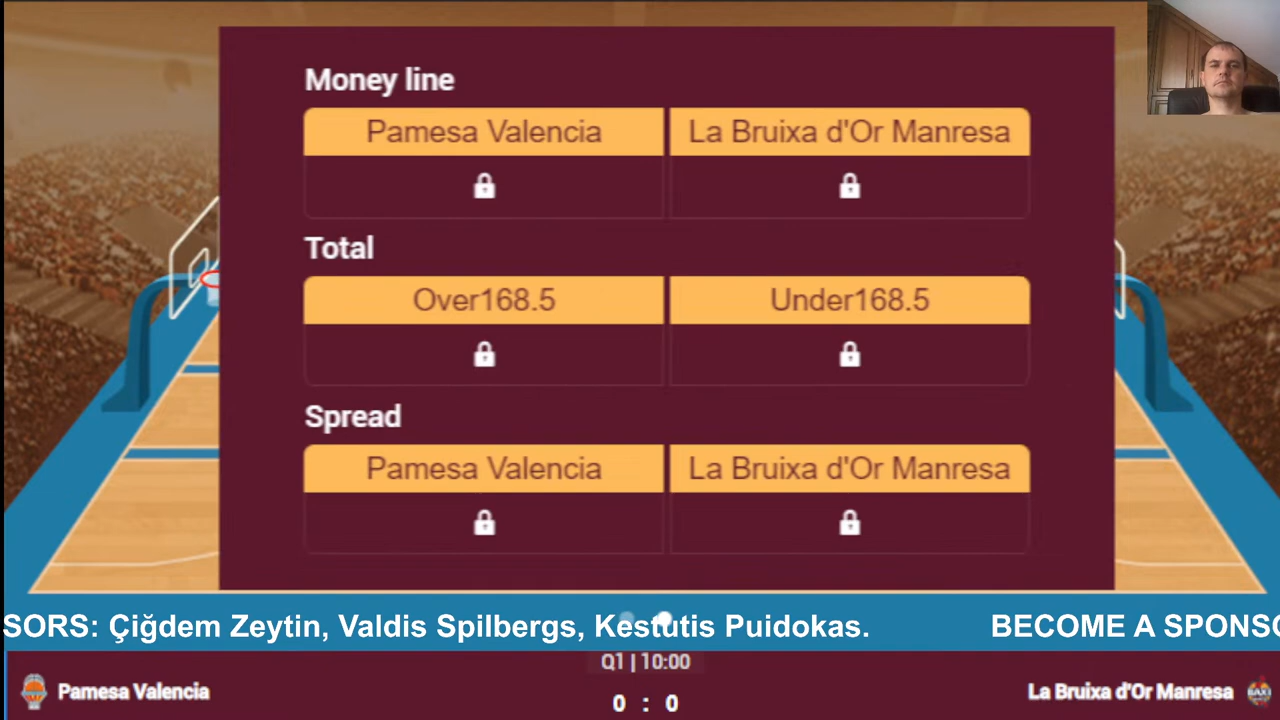 Money line
Pamesa Valencia La Bruixa d'Or Manresa
Total
Over168.5 Under168.5
Spread
Pamesa Valencia La Bruixa d'Or Manresa
SORS: Çiğdem Zeytin, Valdis Spilbergs, Kestutis Puidokas. BECOME A SPONSO
Q1 | 10:00
Pamesa Valencia 0 : 0 La Bruixa d'Or Manresa
BAXI